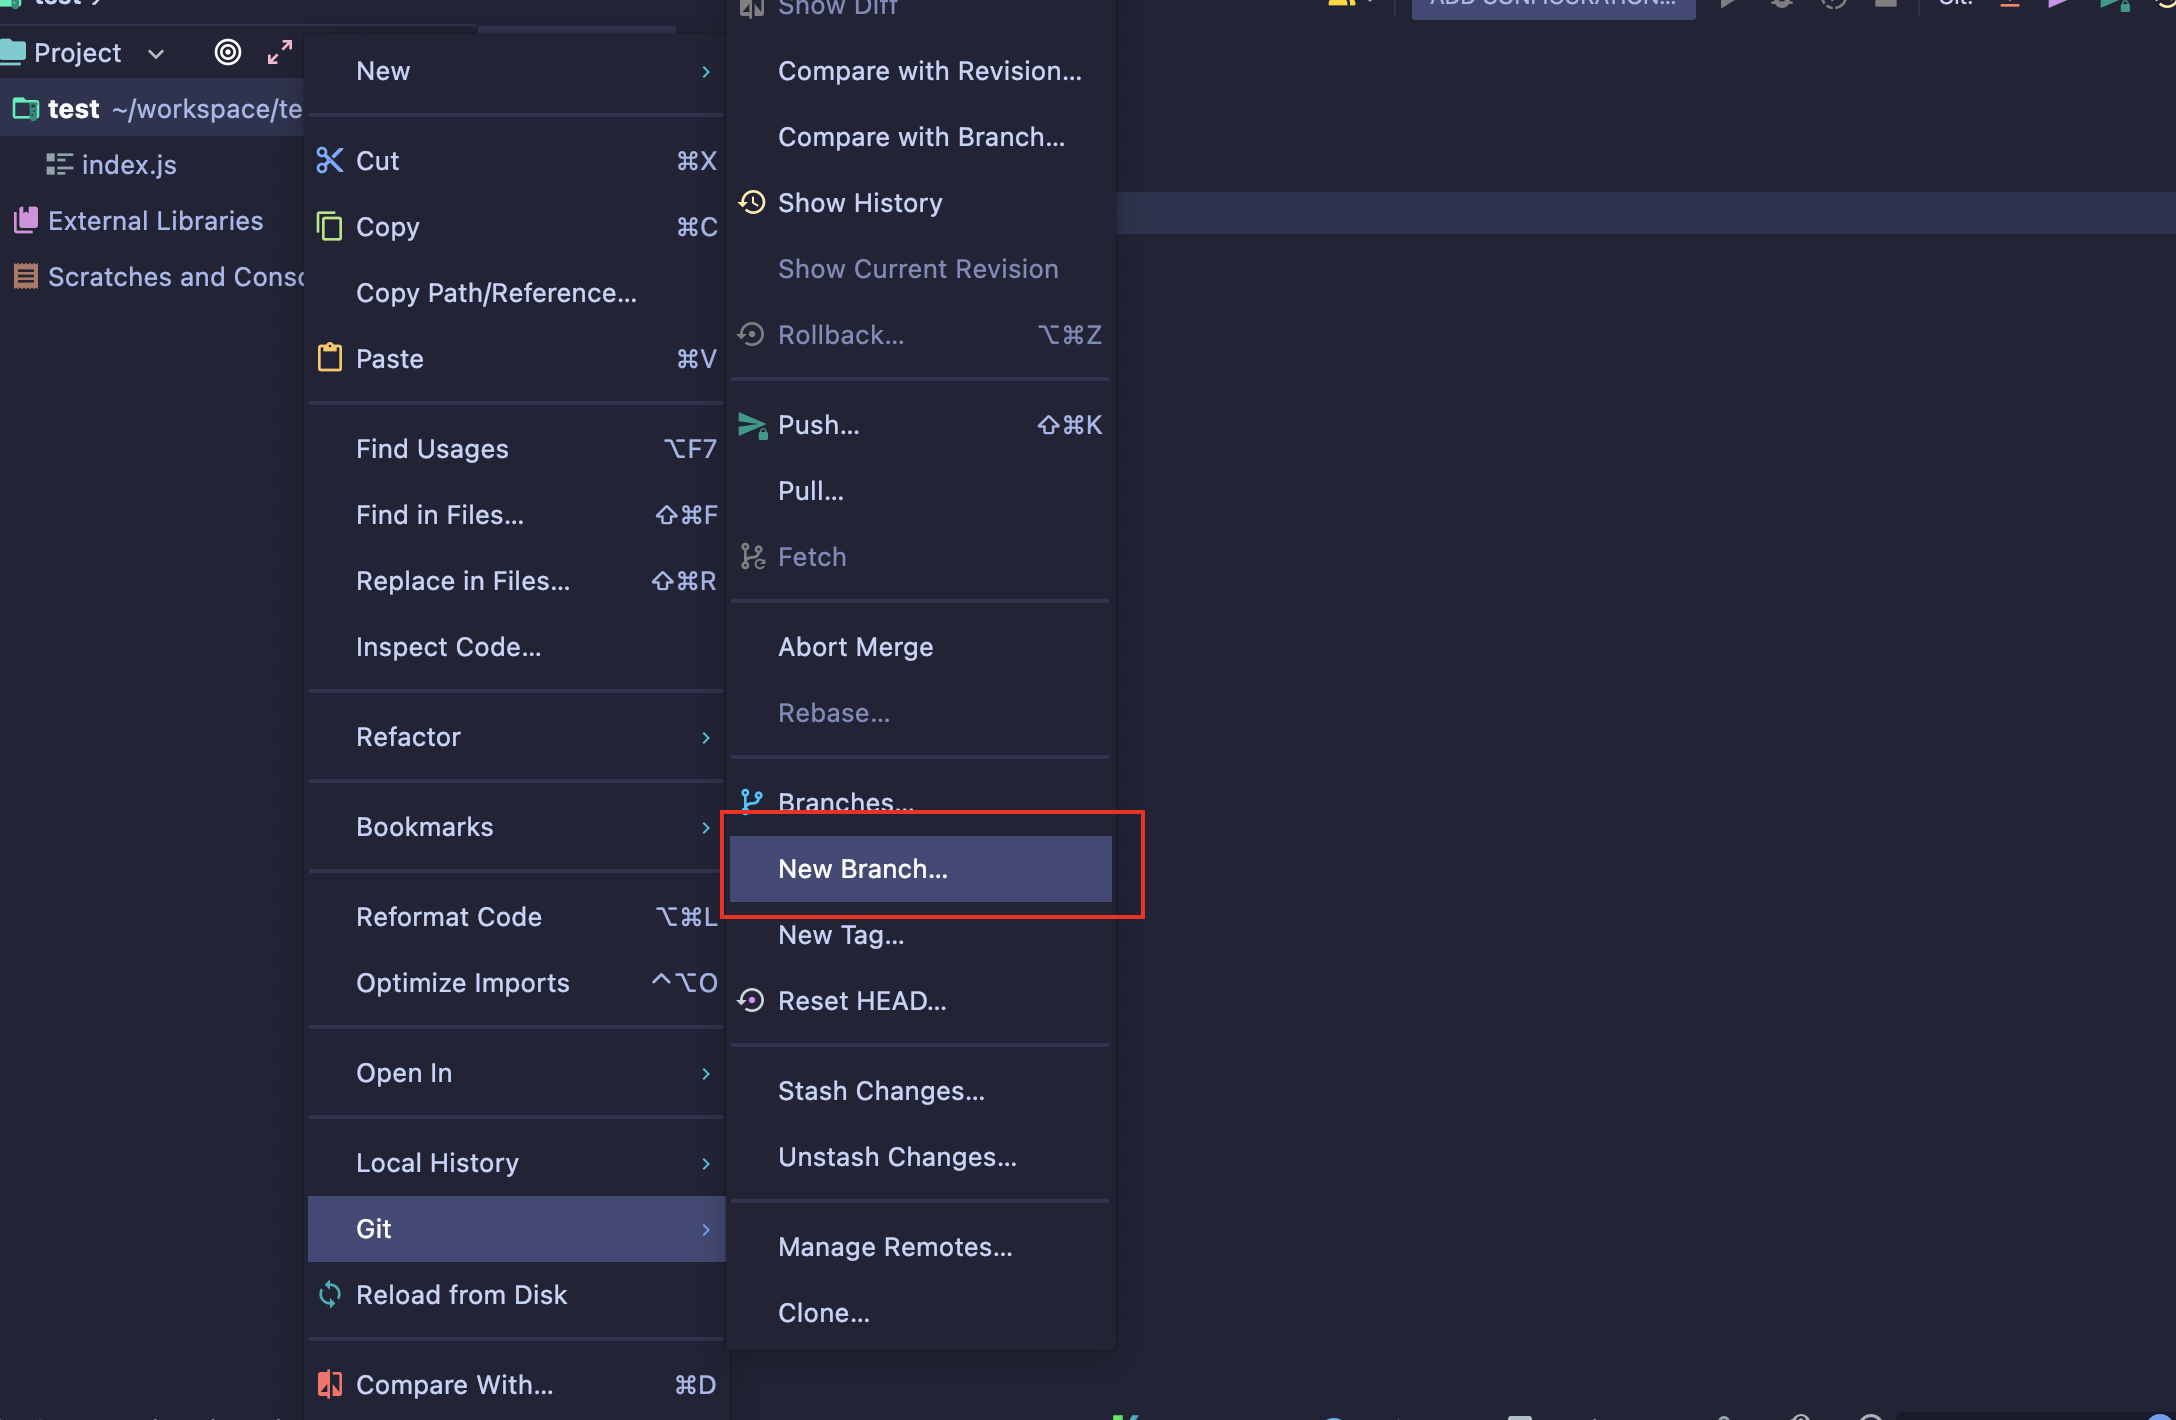 Project
test ~/workspace/te
index.js
External Libraries
Scratches and Conso
New
Cut ⌘X
Copy ⌘C
Copy Path/Reference...
Paste ⌘V
Find Usages ⌥F7
Find in Files... ⇧⌘F
Replace in Files... ⇧⌘R
Inspect Code...
Refactor
Bookmarks
Reformat Code ⌥⌘L
Optimize Imports ^⌥O
Open In
Local History
Git
Reload from Disk
Compare With... ⌘D
Show Diff
Compare with Revision...
Compare with Branch...
Show History
Show Current Revision
Rollback... ⌥⌘Z
Push... ⇧⌘K
Pull...
Fetch
Abort Merge
Rebase...
Branches...
New Branch...
New Tag...
Reset HEAD...
Stash Changes...
Unstash Changes...
Manage Remotes...
Clone...
ADD CONFIGURATION...
Git: